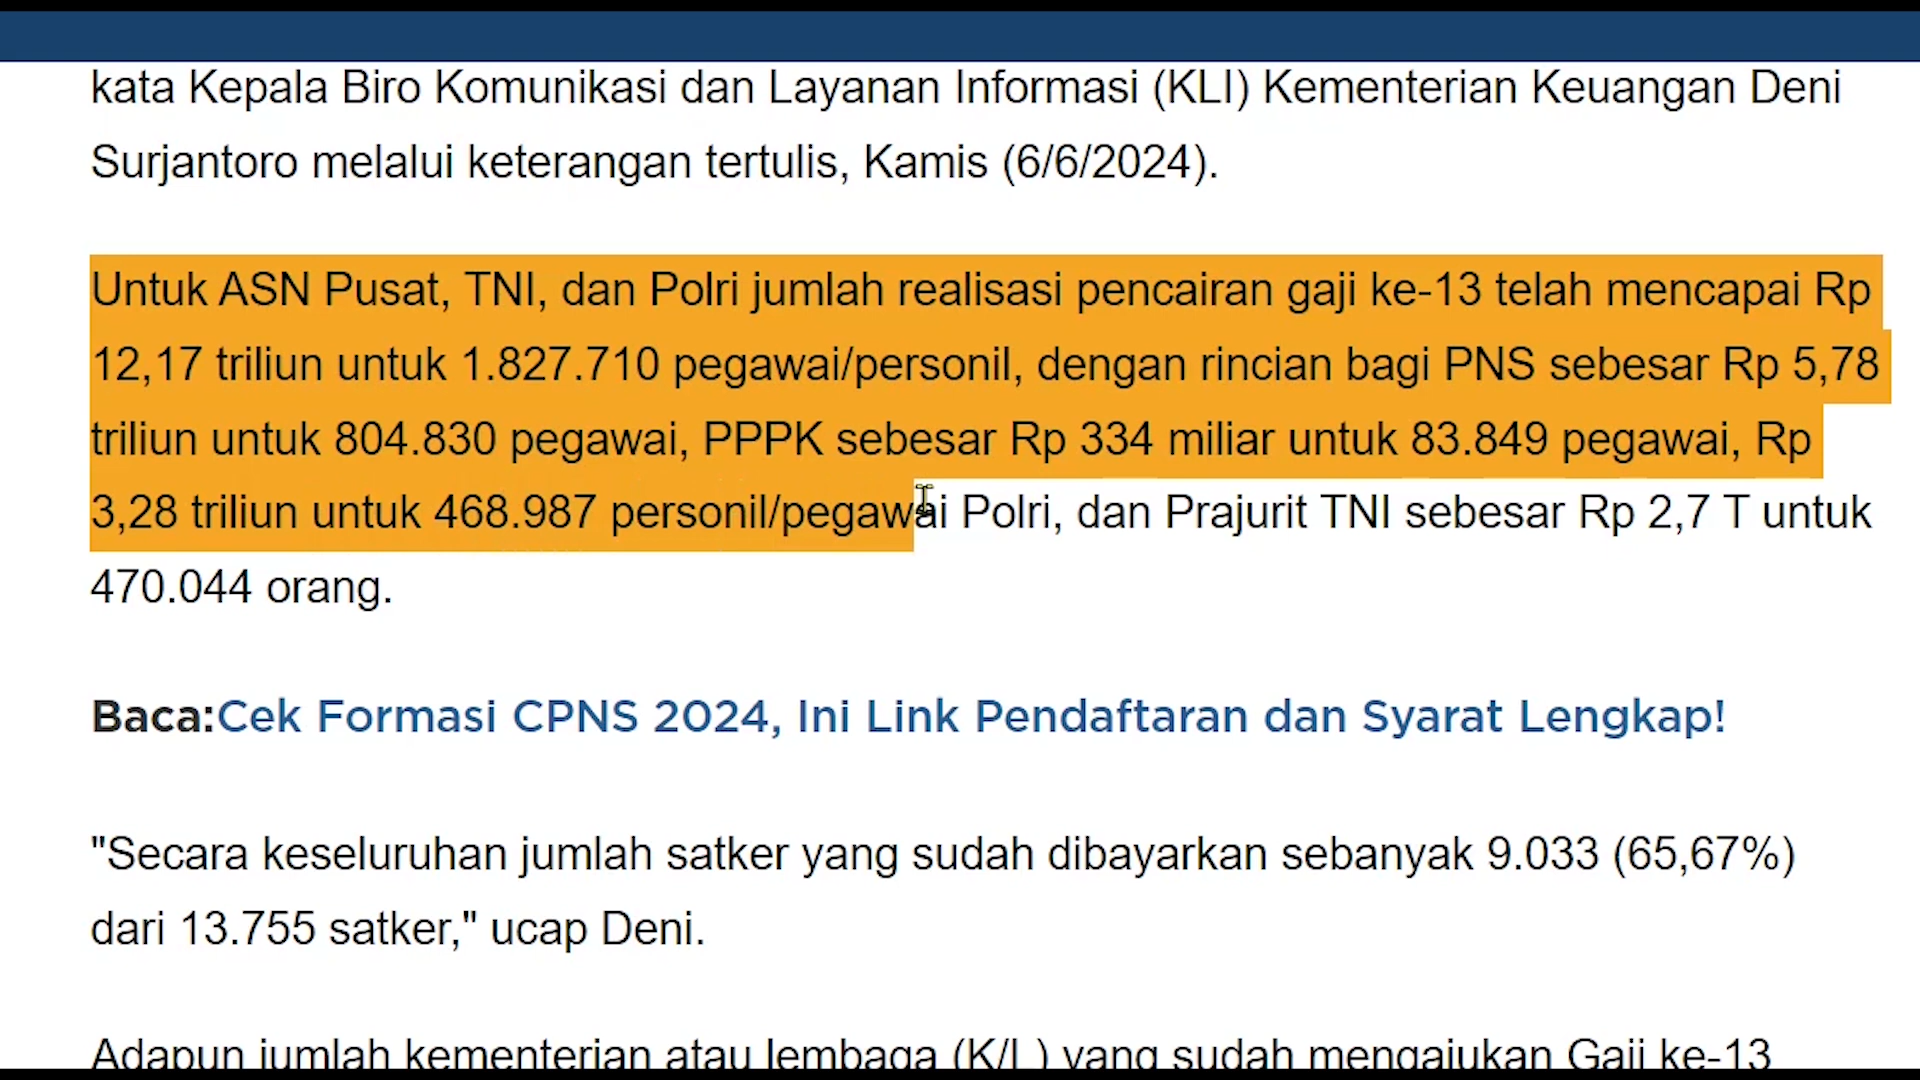 kata Kepala Biro Komunikasi dan Layanan Informasi (KLI) Kementerian Keuangan Deni
Surjantoro melalui keterangan tertulis, Kamis (6/6/2024).
Untuk ASN Pusat, TNI, dan Polri jumlah realisasi pencairan gaji ke-13 telah mencapai Rp
12,17 triliun untuk 1.827.710 pegawai/personil, dengan rincian bagi PNS sebesar Rp 5,78
triliun untuk 804.830 pegawai, PPPK sebesar Rp 334 miliar untuk 83.849 pegawai, Rp
3,28 triliun untuk 468.987 personil/pegawai Polri, dan Prajurit TNI sebesar Rp 2,7 T untuk
470.044 orang.
Baca:Cek Formasi CPNS 2024, Ini Link Pendaftaran dan Syarat Lengkap!
"Secara keseluruhan jumlah satker yang sudah dibayarkan sebanyak 9.033 (65,67%)
dari 13.755 satker," ucap Deni.
Adapun jumlah kementerian atau lembaga (K/L) yang sudah mengajukan Gaji ke-13